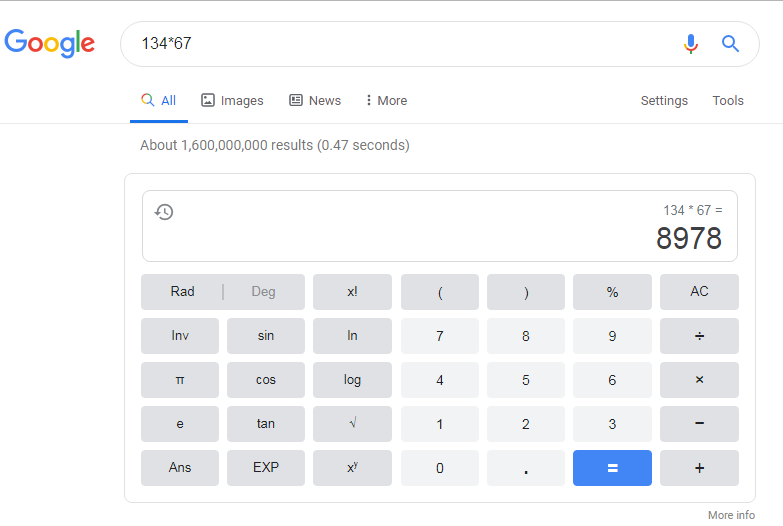 Google 134*67
All Images News More Settings Tools
About 1,600,000,000 results (0.47 seconds)
134 * 67 =
8978
Rad | Deg x! ( ) % AC
Inv sin ln 7 8 9 ÷
π cos log 4 5 6 ×
e tan √ 1 2 3 −
Ans EXP xʸ 0 . = +
More info